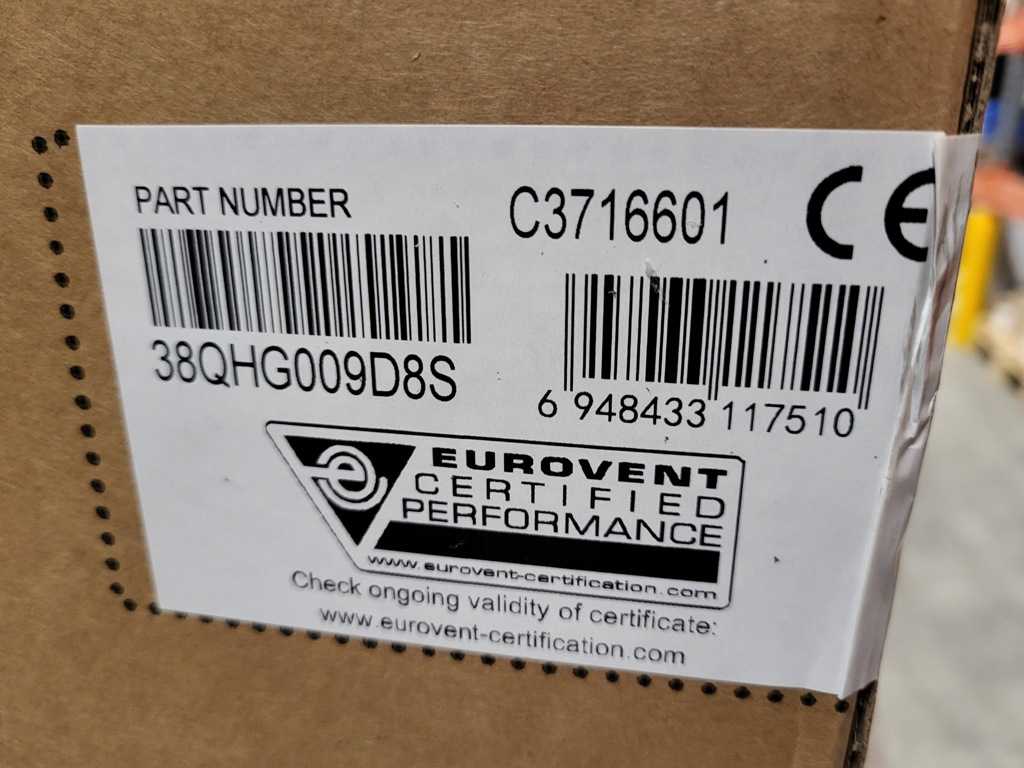 PART NUMBER
C3716601
CE
38QHG009D8S
6 948433 117510
e
EUROVENT
CERTIFIED
PERFORMANCE
www.eurovent-certification.com
Check ongoing validity of certificate:
www.eurovent-certification.com